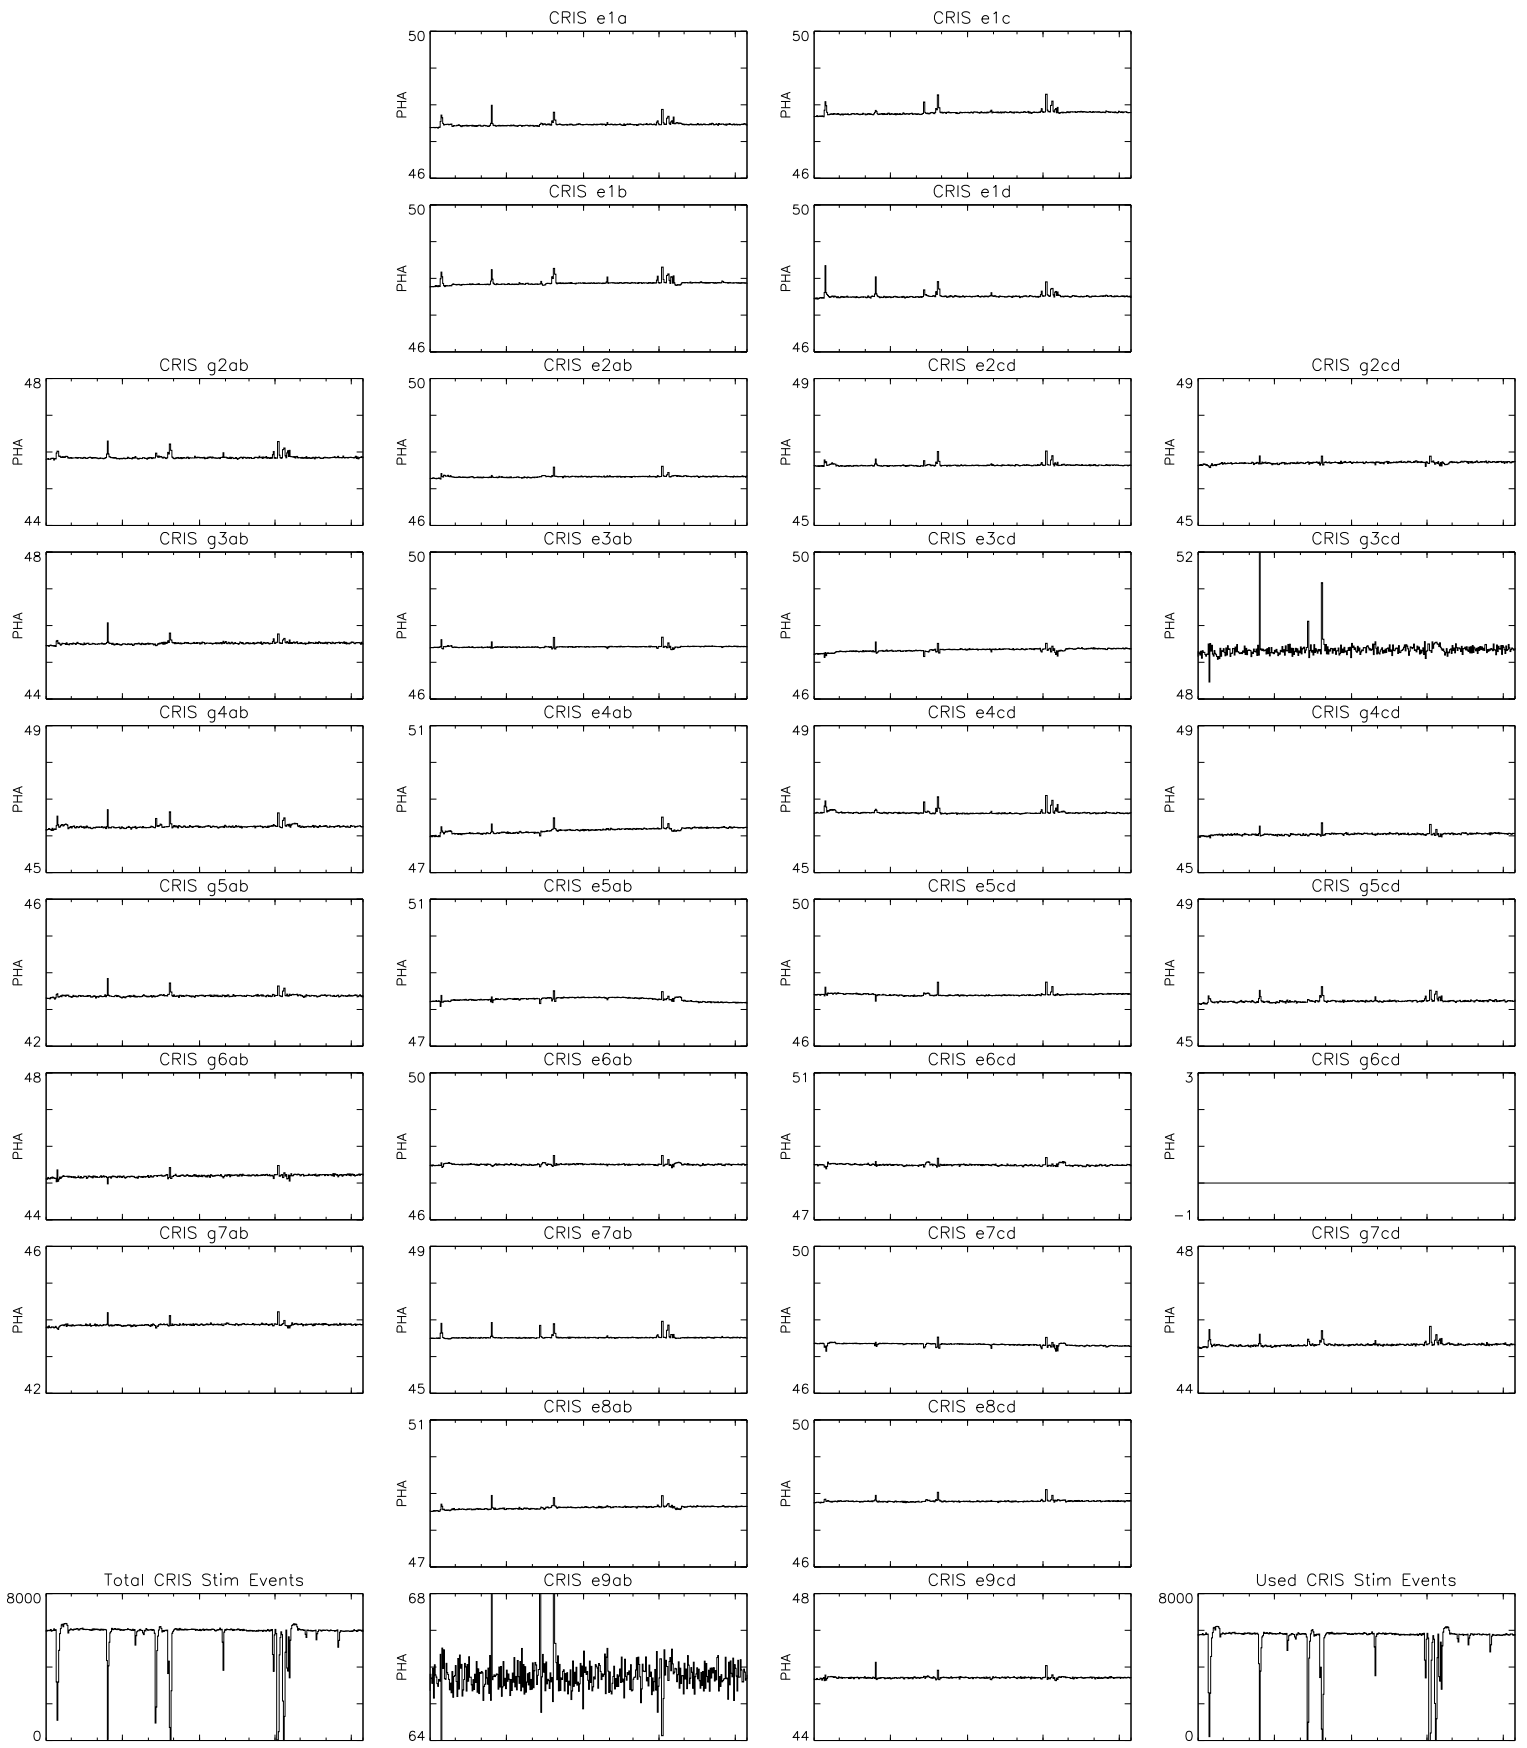 CRIS e1a
CRIS e1c
50
PHA
46
50
PHA
46
CRIS e1b
CRIS e1d
50
PHA
46
50
PHA
46
CRIS g2ab
CRIS e2ab
CRIS e2cd
CRIS g2cd
48
PHA
44
50
PHA
46
49
PHA
45
49
PHA
45
CRIS g3ab
CRIS e3ab
CRIS e3cd
CRIS g3cd
48
PHA
44
50
PHA
46
50
PHA
46
52
PHA
48
CRIS g4ab
CRIS e4ab
CRIS e4cd
CRIS g4cd
49
PHA
45
51
PHA
47
49
PHA
45
49
PHA
45
CRIS g5ab
CRIS e5ab
CRIS e5cd
CRIS g5cd
46
PHA
42
51
PHA
47
50
PHA
46
49
PHA
45
CRIS g6ab
CRIS e6ab
CRIS e6cd
CRIS g6cd
48
PHA
44
50
PHA
46
51
PHA
47
3
PHA
-1
CRIS g7ab
CRIS e7ab
CRIS e7cd
CRIS g7cd
46
PHA
42
49
PHA
45
50
PHA
46
48
PHA
44
CRIS e8ab
CRIS e8cd
51
PHA
47
50
PHA
46
Total CRIS Stim Events
CRIS e9ab
CRIS e9cd
Used CRIS Stim Events
8000
0
68
PHA
64
48
PHA
44
8000
0